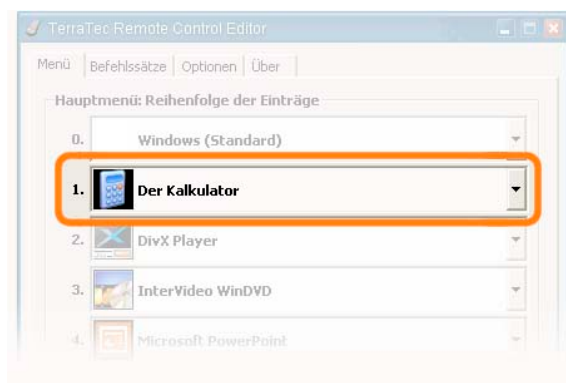 TerraTec Remote Control Editor
Menü Befehlssätze Optionen Über
Hauptmenü: Reihenfolge der Einträge
0. Windows (Standard)
1. Der Kalkulator
2. DivX Player
3. InterVideo WinDVD
4. Microsoft PowerPoint